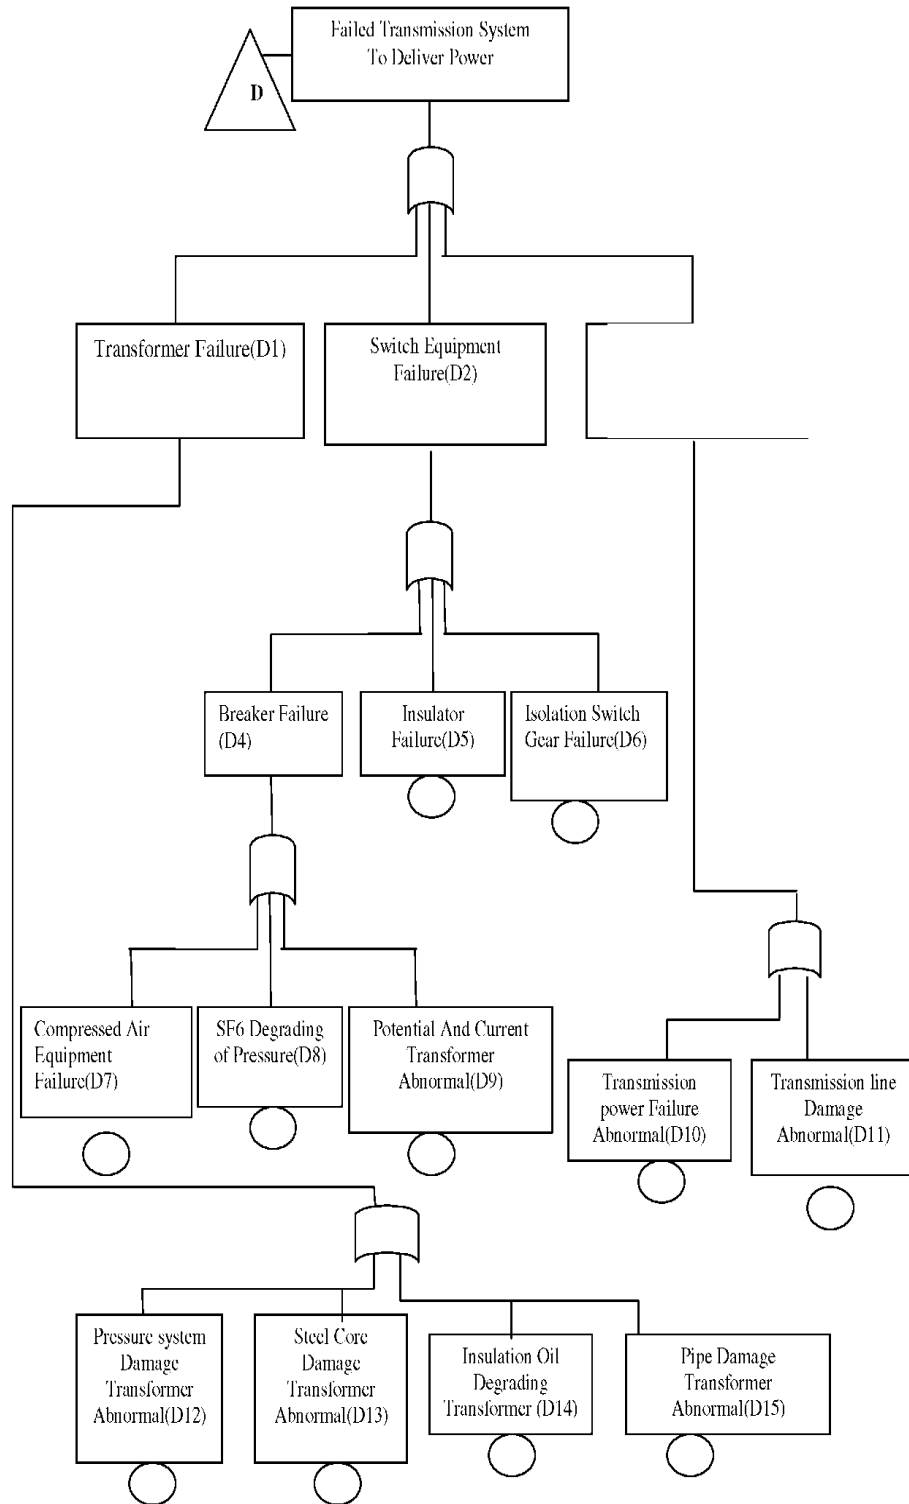 Failed Transmission System
To Deliver Power
D
Transformer Failure(D1)
Switch Equipment
Failure(D2)
Breaker Failure
(D4)
Insulator
Failure(D5)
Isolation Switch
Gear Failure(D6)
Compressed Air
Equipment
Failure(D7)
SF6 Degrading
of Pressure(D8)
Potential And Current
Transformer
Abnormal(D9)
Transmission
power Failure
Abnormal(D10)
Transmission line
Damage
Abnormal(D11)
Pressure system
Damage
Transformer
Abnormal(D12)
Steel Core
Damage
Transformer
Abnormal(D13)
Insulation Oil
Degrading
Transformer (D14)
Pipe Damage
Transformer
Abnormal(D15)